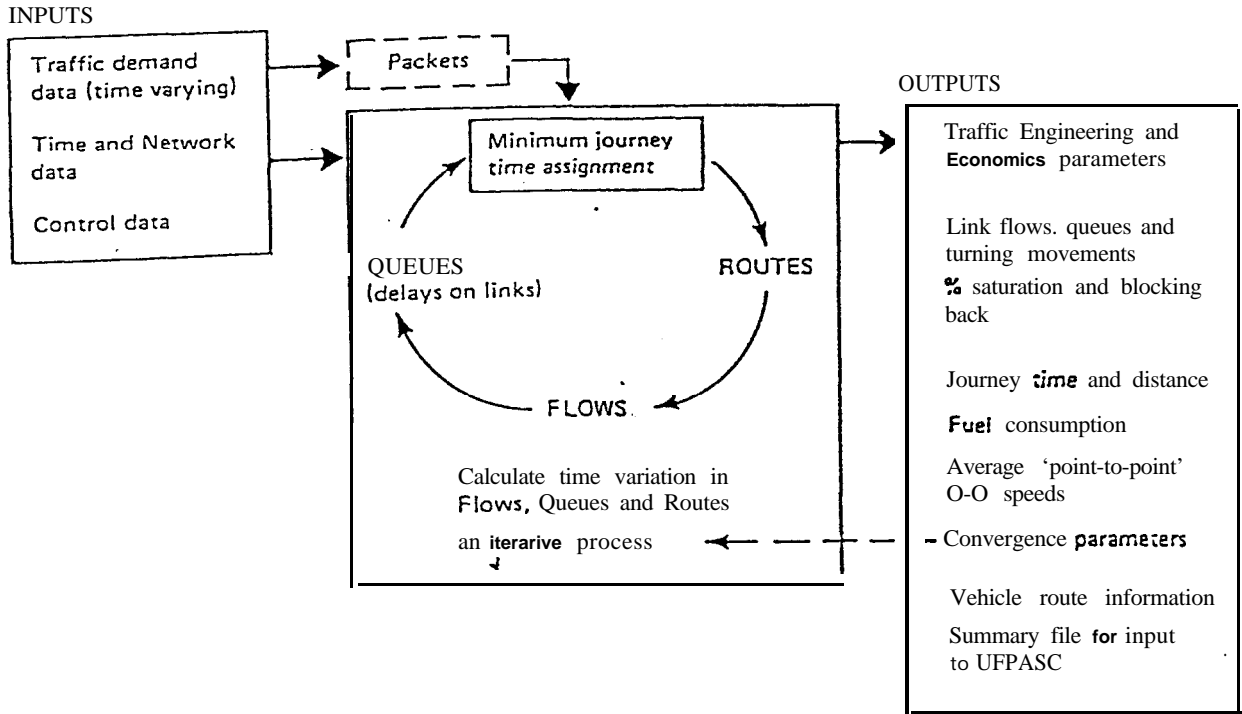 INPUTS
Traffic demand
data (time varying)
Time and Network
data
Control data
Packets
Minimum journey
time assignment
QUEUES
(delays on links)
ROUTES
FLOWS.
Calculate time variation in
Flows, Queues and Routes
an iterarive process
OUTPUTS
Traffic Engineering and
Economics parameters
Link flows. queues and
turning movements
% saturation and blocking
back
Journey time and distance
Fuel consumption
Average ‘point-to-point’
O-O speeds
Convergence parameters
Vehicle route information
Summary file for input
to UFPASC